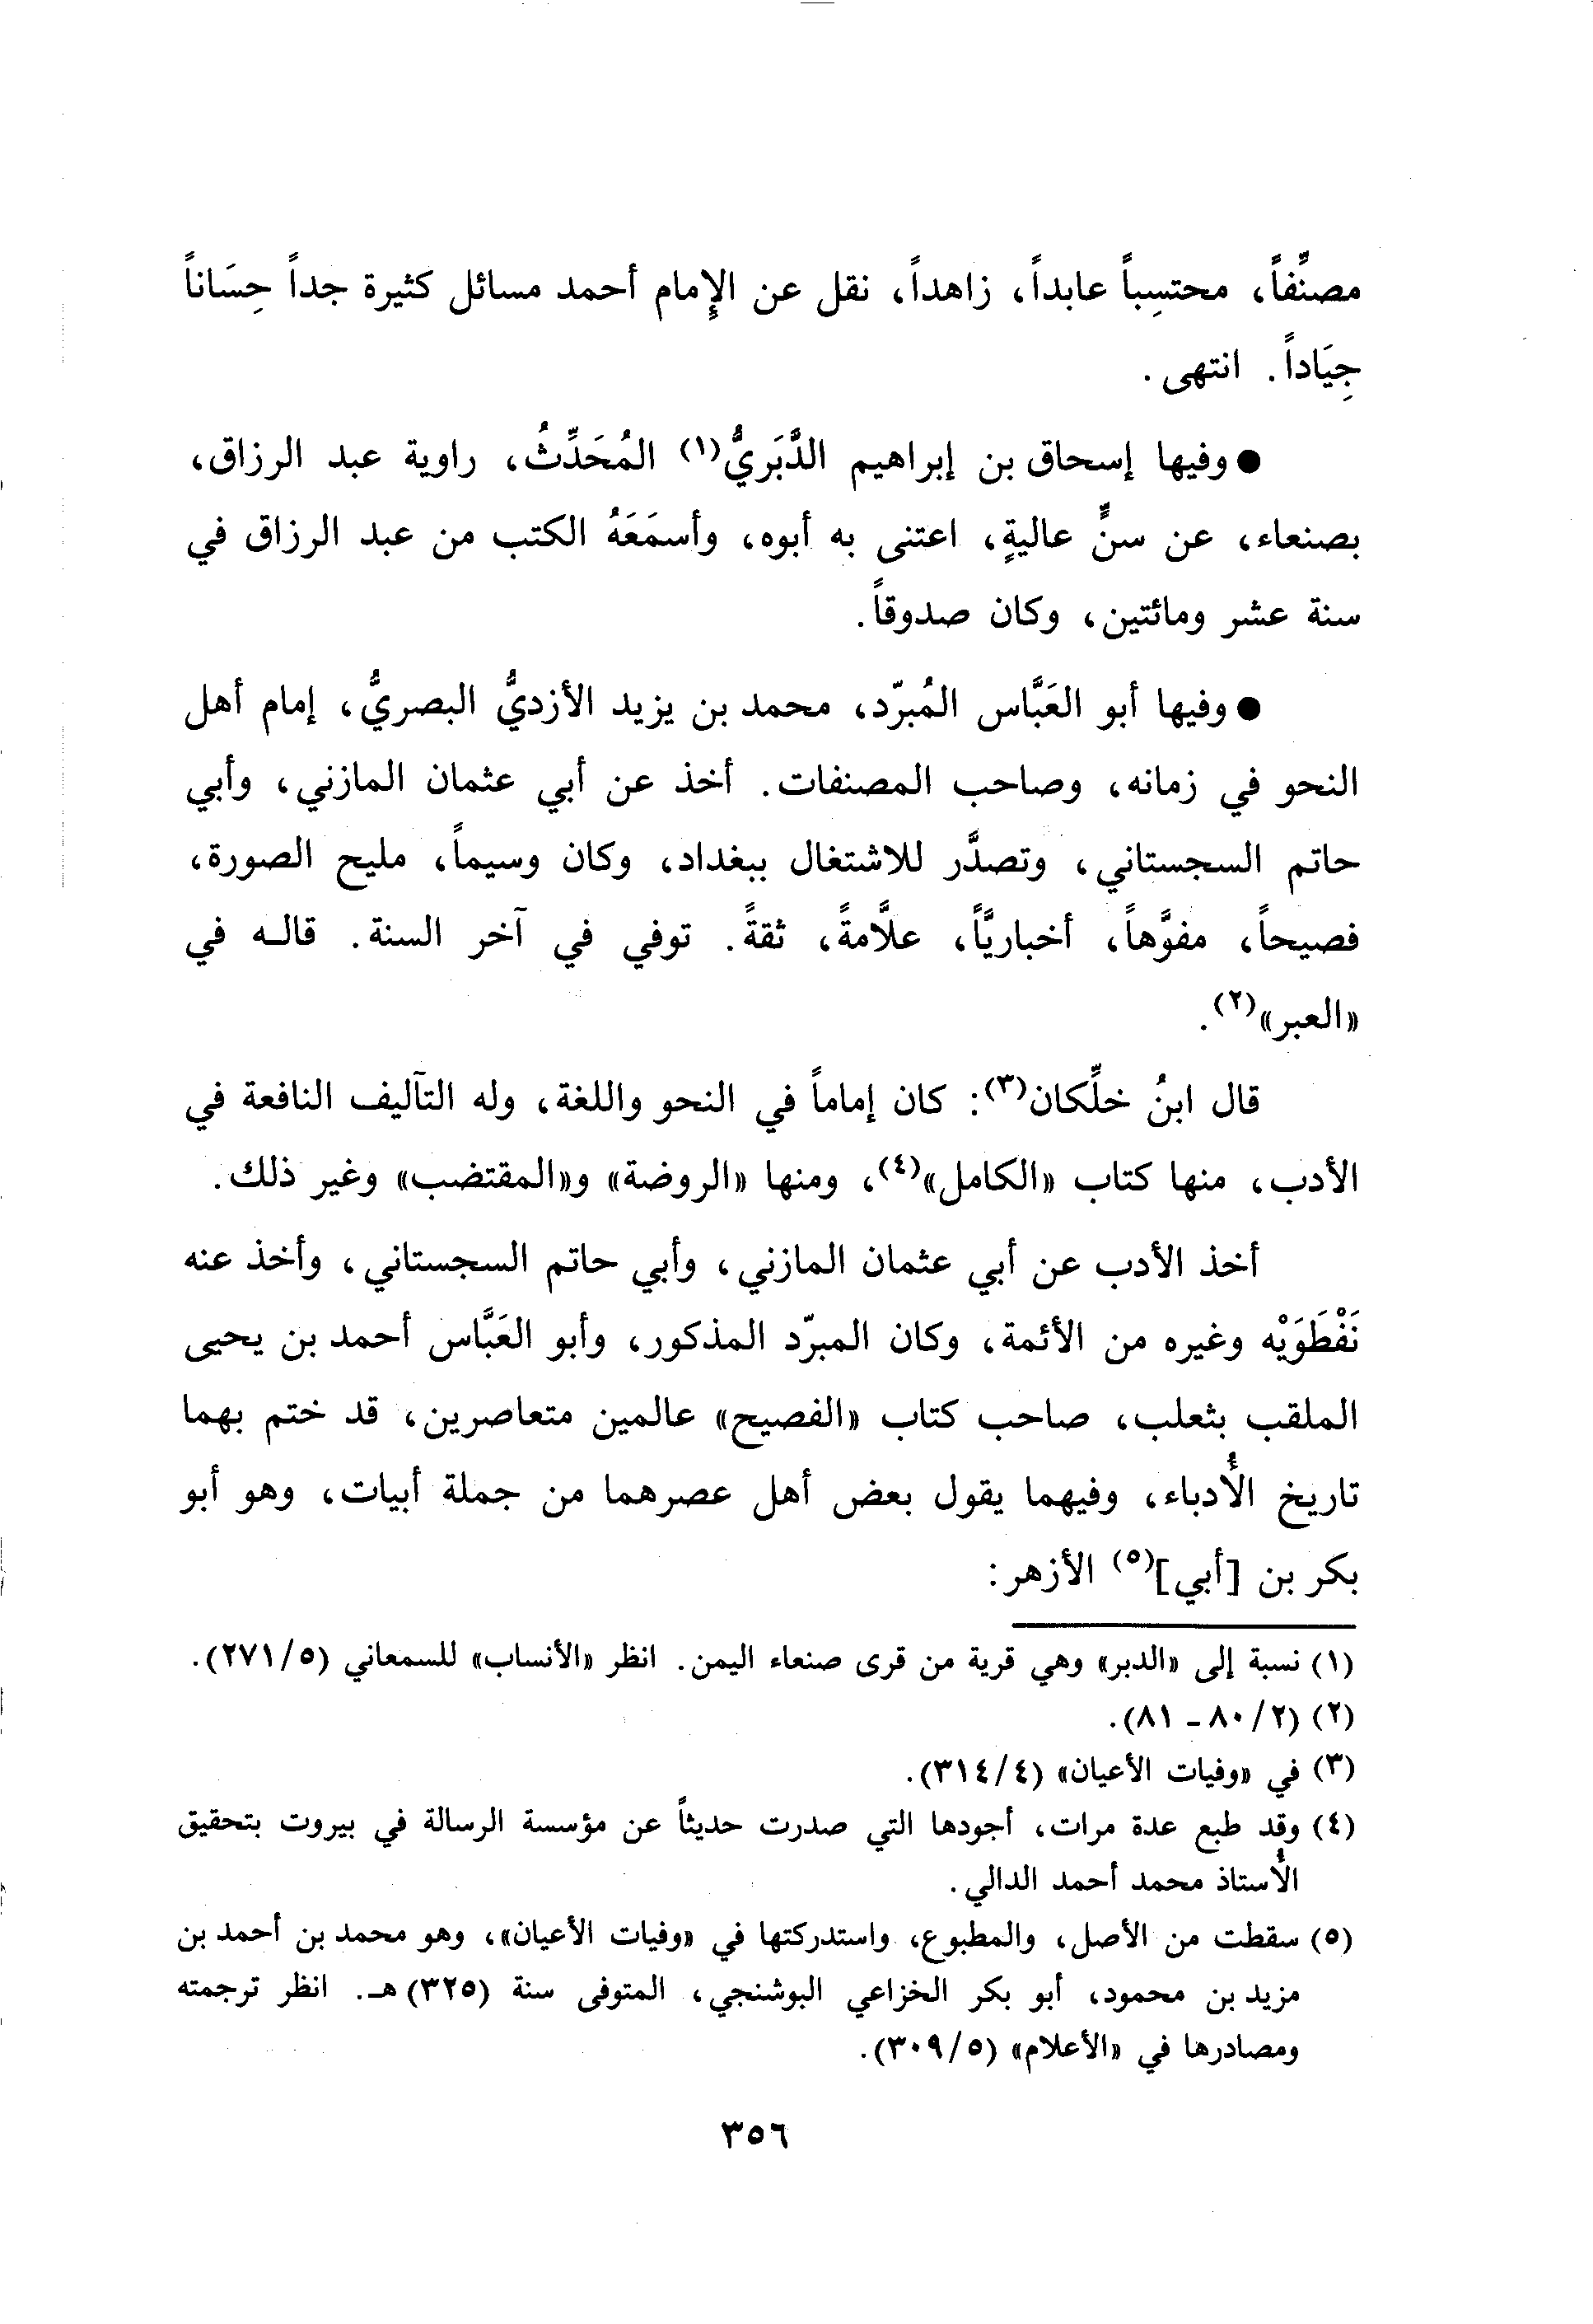 مصنِّفاً، محتسِباً عابداً، زاهداً، نقل عن الإِمام أحمد مسائل كثيرة جداً حِسَاناً
جِيَاداً. انتهى.
● وفيها إسحاق بن إبراهيم الدَّبَريُّ(١) المُحَدِّثُ، راوية عبد الرزاق،
بصنعاء، عن سنٍّ عاليةٍ، اعتنى به أبوه، وأسمَعَهُ الكتب من عبد الرزاق في
سنة عشر ومائتين، وكان صدوقاً.
● وفيها أبو العَبَّاس المُبرّد، محمد بن يزيد الأزديُّ البصريُّ، إمام أهل
النحو في زمانه، وصاحب المصنفات. أخذ عن أبي عثمان المازني، وأبي
حاتم السجستاني، وتصدَّر للاشتغال ببغداد، وكان وسيماً، مليح الصورة،
فصيحاً، مفوَّهاً، أخباريَّاً، علَّامةً، ثقةً. توفي في آخر السنة. قالـه في
«العبر»(٢).
قال ابنُ خلِّكان(٣): كان إماماً في النحو واللغة، وله التآليف النافعة في
الأدب، منها كتاب «الكامل»(٤)، ومنها «الروضة» و«المقتضب» وغير ذلك.
أخذ الأدب عن أبي عثمان المازني، وأبي حاتم السجستاني، وأخذ عنه
نَفْطَوَيْه وغيره من الأئمة، وكان المبرّد المذكور، وأبو العَبَّاس أحمد بن يحيى
الملقب بثعلب، صاحب كتاب «الفصيح» عالمين متعاصرين، قد ختم بهما
تاريخ الأُدباء، وفيهما يقول بعض أهل عصرهما من جملة أبيات، وهو أبو
بكر بن [أبي](٥) الأزهر:
(١) نسبة إلى «الدبر» وهي قرية من قرى صنعاء اليمن. انظر «الأنساب» للسمعاني (٢٧١/٥).
(٢) (٨٠/٢ - ٨١).
(٣) في «وفيات الأعيان» (٣١٤/٤).
(٤) وقد طبع عدة مرات، أجودها التي صدرت حديثاً عن مؤسسة الرسالة في بيروت بتحقيق
الأُستاذ محمد أحمد الدالي.
(٥) سقطت من الأصل، والمطبوع، واستدركتها في «وفيات الأعيان»، وهو محمد بن أحمد بن
مزيد بن محمود، أبو بكر الخزاعي البوشنجي، المتوفى سنة (٣٢٥) هـ. انظر ترجمته
ومصادرها في «الأعلام» (٣٠٩/٥).
٣٥٦